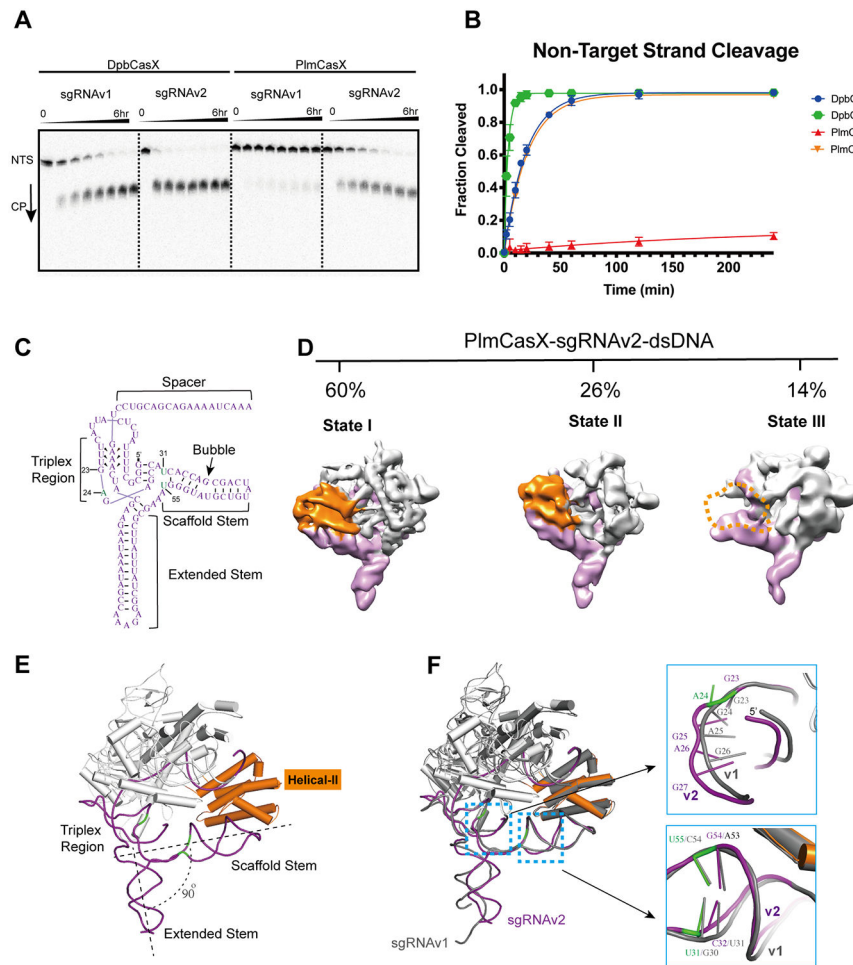 A
DpbCasX PlmCasX
sgRNAv1 sgRNAv2 sgRNAv1 sgRNAv2
0 6hr 0 6hr 0 6hr 0 6hr
NTS
CP
B
Non-Target Strand Cleavage
Fraction Cleaved
1.0
0.8
0.6
0.4
0.2
0.0
0 50 100 150 200
Time (min)
DpbC
DpbC
PlmC
PlmC
C
Spacer
CCUGCAGCAGAAAAUCAAA
Bubble
Triplex
Region
5'
31
23
24
55
Scaffold Stem
Extended Stem
D
PlmCasX-sgRNAv2-dsDNA
60% 26% 14%
State I State II State III
E
Helical-II
Triplex
Region
Scaffold Stem
90°
Extended Stem
F
sgRNAv2
sgRNAv1
G23
A24
G23
G24
5'
G25
A25
A26
G26
v1
G27
v2
U55/C54 G54/A53
v2
C32/U31
U31/G30
v1